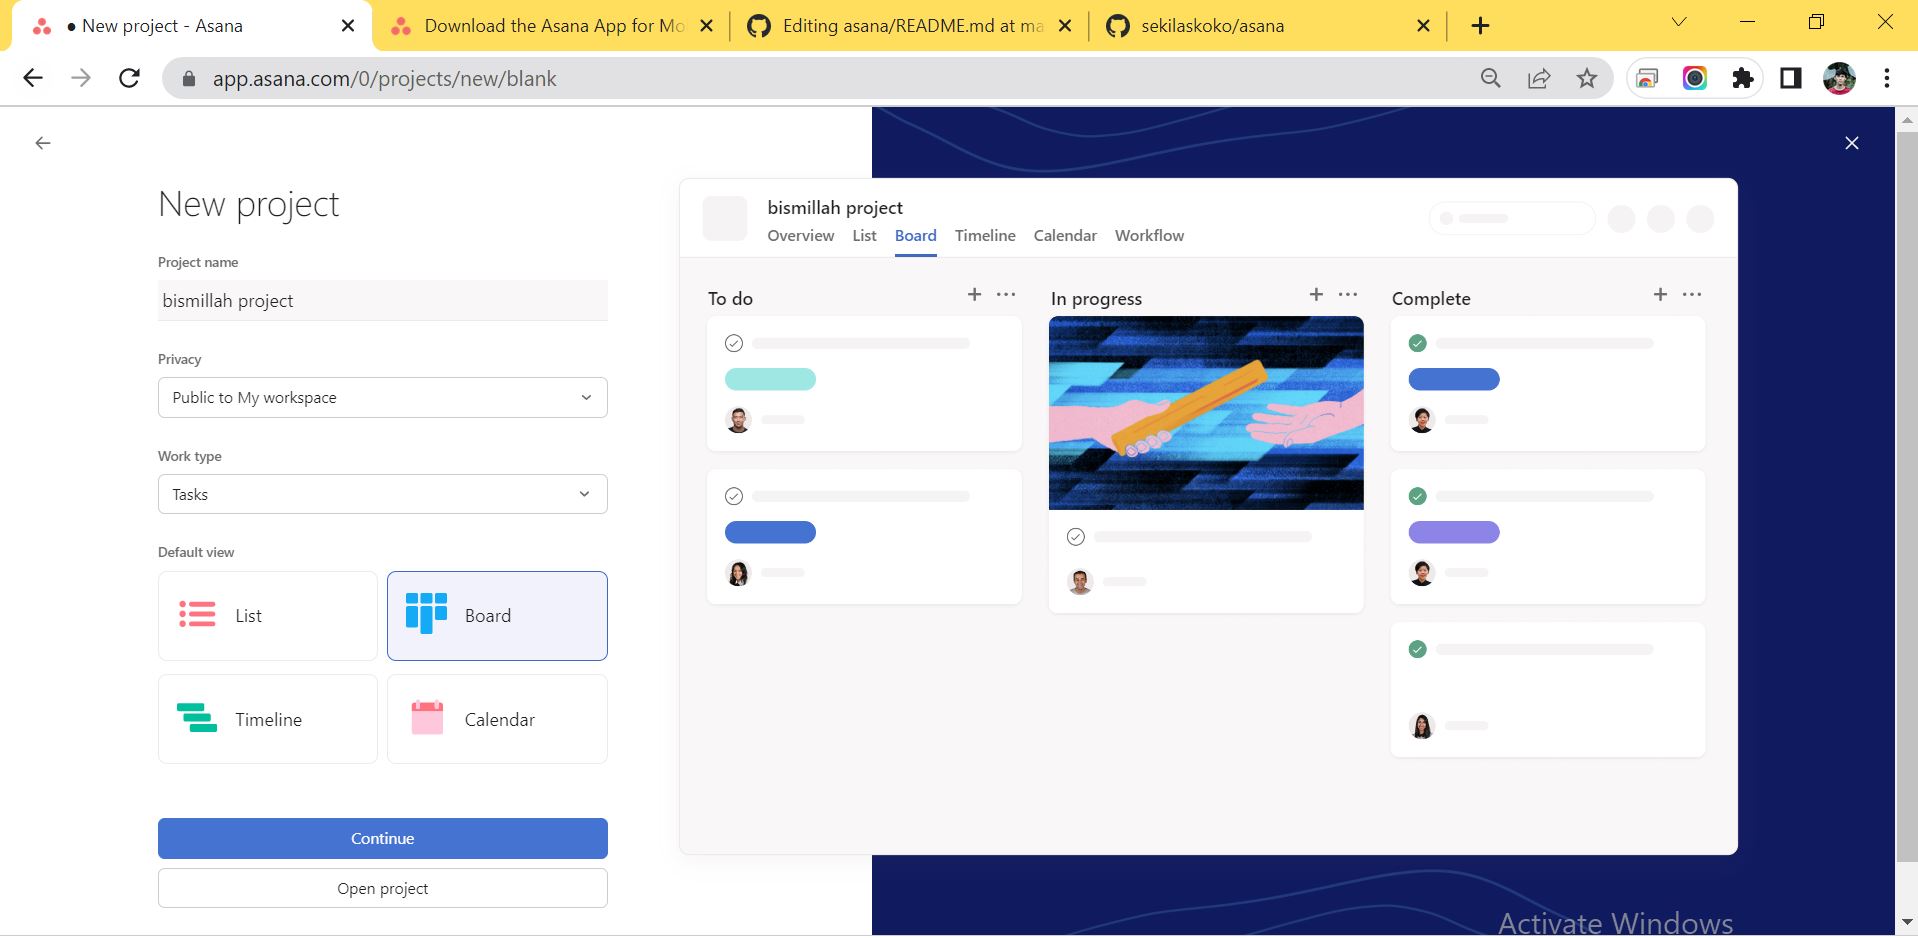 • New project - Asana
Download the Asana App for Mo
Editing asana/README.md at ma
sekilaskoko/asana
app.asana.com/0/projects/new/blank
New project
Project name
bismillah project
Privacy
Public to My workspace
Work type
Tasks
Default view
List
Board
Timeline
Calendar
Continue
Open project
bismillah project
Overview List Board Timeline Calendar Workflow
To do
In progress
Complete
Activate Windows